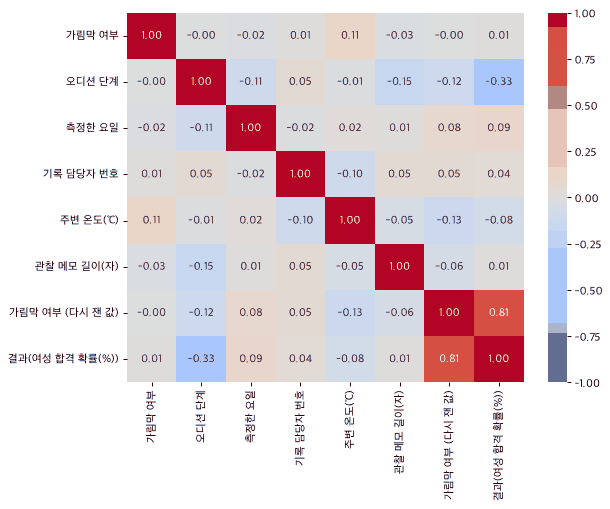 가림막 여부 1.00 -0.00 -0.02 0.01 0.11 -0.03 -0.00 0.01
오디션 단계 -0.00 1.00 -0.11 0.05 -0.01 -0.15 -0.12 -0.33
측정한 요일 -0.02 -0.11 1.00 -0.02 0.02 0.01 0.08 0.09
기록 담당자 번호 0.01 0.05 -0.02 1.00 -0.10 0.05 0.05 0.04
주변 온도(℃) 0.11 -0.01 0.02 -0.10 1.00 -0.05 -0.13 -0.08
관찰 메모 길이(자) -0.03 -0.15 0.01 0.05 -0.05 1.00 -0.06 0.01
가림막 여부 (다시 잰 값) -0.00 -0.12 0.08 0.05 -0.13 -0.06 1.00 0.81
결과(여성 합격 확률(%)) 0.01 -0.33 0.09 0.04 -0.08 0.01 0.81 1.00
가림막 여부
오디션 단계
측정한 요일
기록 담당자 번호
주변 온도(℃)
관찰 메모 길이(자)
가림막 여부 (다시 잰 값)
결과(여성 합격 확률(%))
1.00
0.75
0.50
0.25
0.00
-0.25
-0.50
-0.75
-1.00